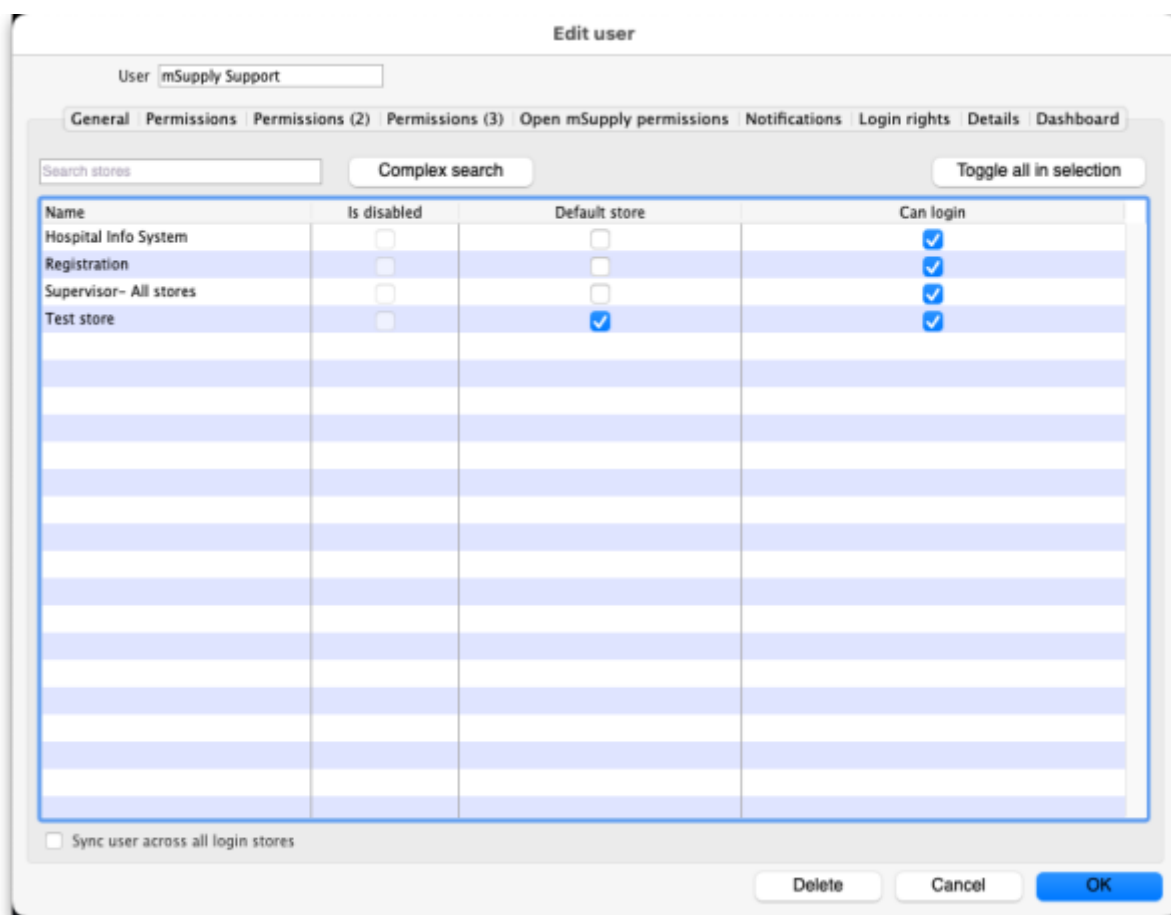 Edit user
User mSupply Support
General Permissions Permissions (2) Permissions (3) Open mSupply permissions Notifications Login rights Details Dashboard
Search stores Complex search Toggle all in selection
Name Is disabled Default store Can login
Hospital Info System
Registration
Supervisor- All stores
Test store
Sync user across all login stores
Delete Cancel OK